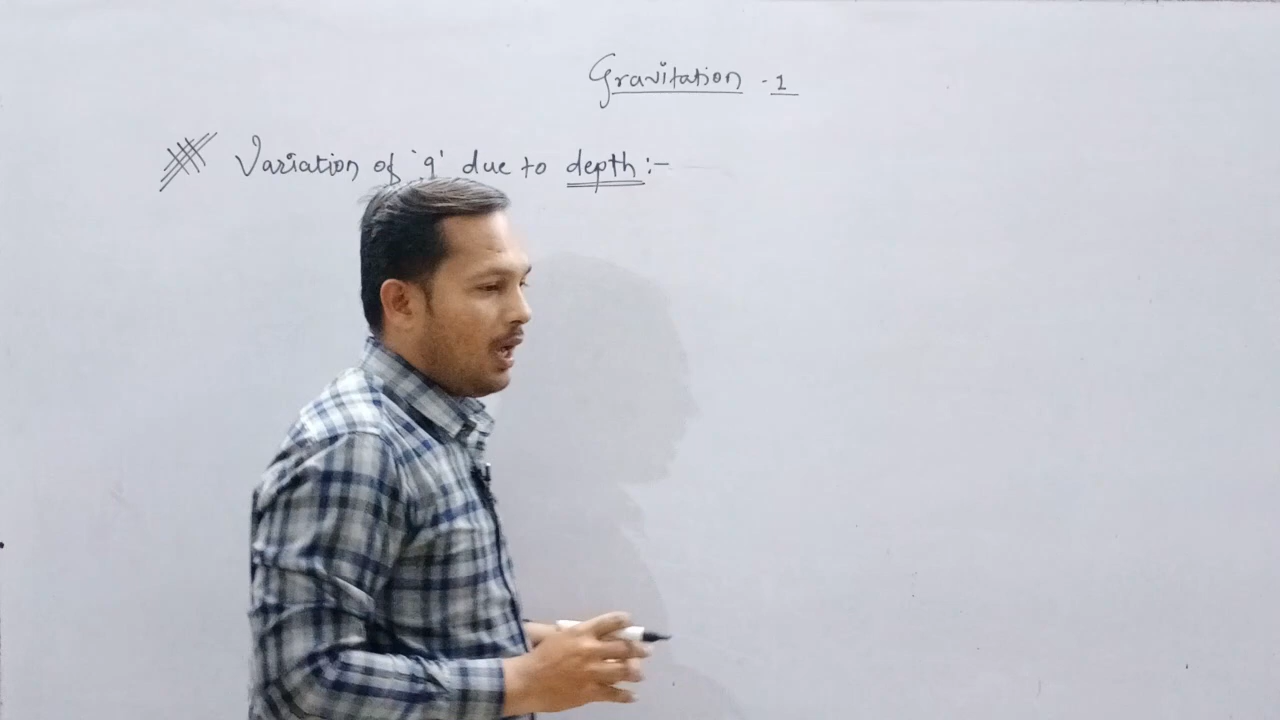 Gravitation - 1
Variation of 'g' due to depth :-